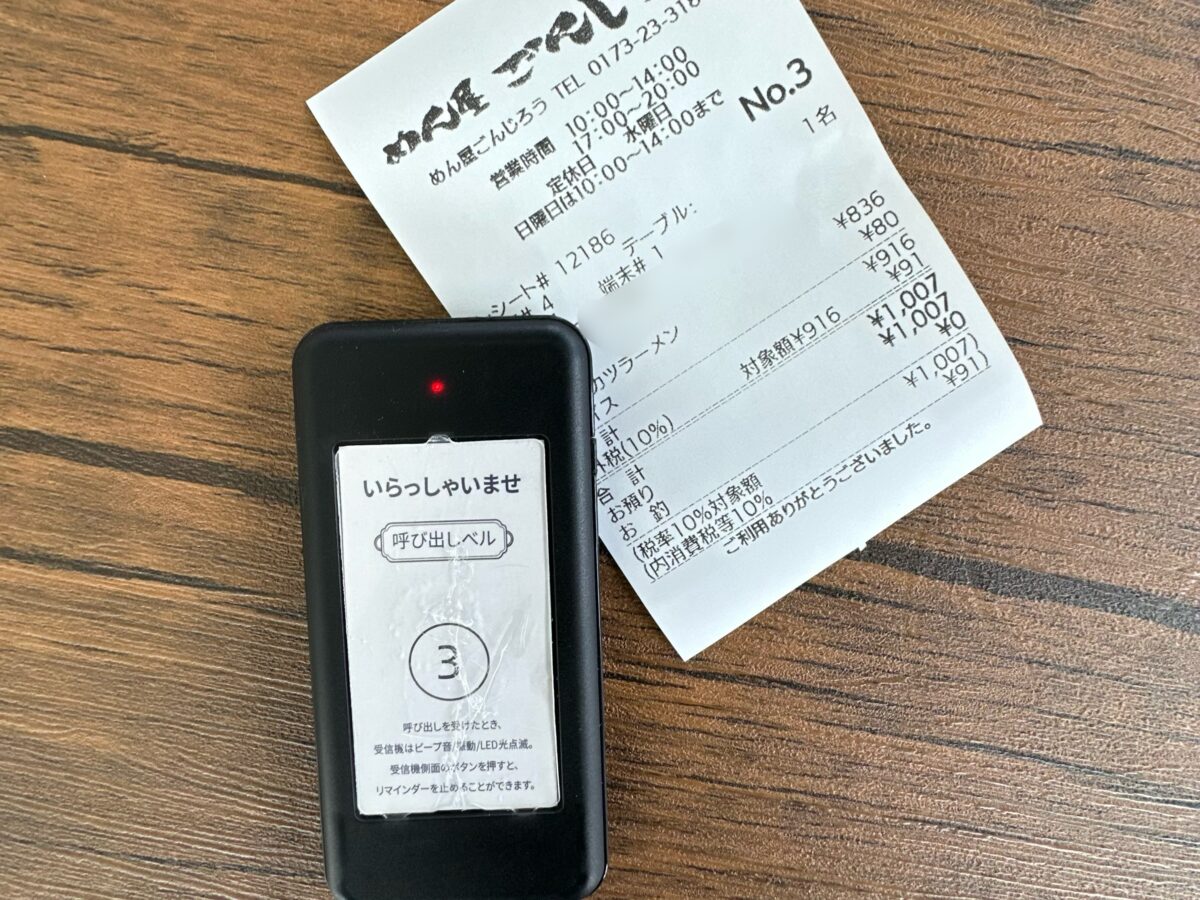 めん屋 ごんじ
めん屋ごんじろう TEL 0173-23-318
営業時間 10:00～14:00
17:00～20:00
定休日 水曜日
日曜日は10:00～14:00まで
No.3
1名
シート# 12186 テーブル:
端末# 1
カツラーメン ¥836
イス ¥80
計 ¥916
税(10%) 対象額¥916 ¥91
合 計 ¥1,007
お預り ¥1,007
お 釣 ¥0
(税率10%対象額 ¥1,007)
(内消費税等10% ¥91)
ご利用ありがとうございました。
いらっしゃいませ
呼び出しベル
3
呼び出しを受けたとき、
受信機はビープ音/駆動/LED光点滅。
受信機側面のボタンを押すと、
リマインダーを止めることができます。